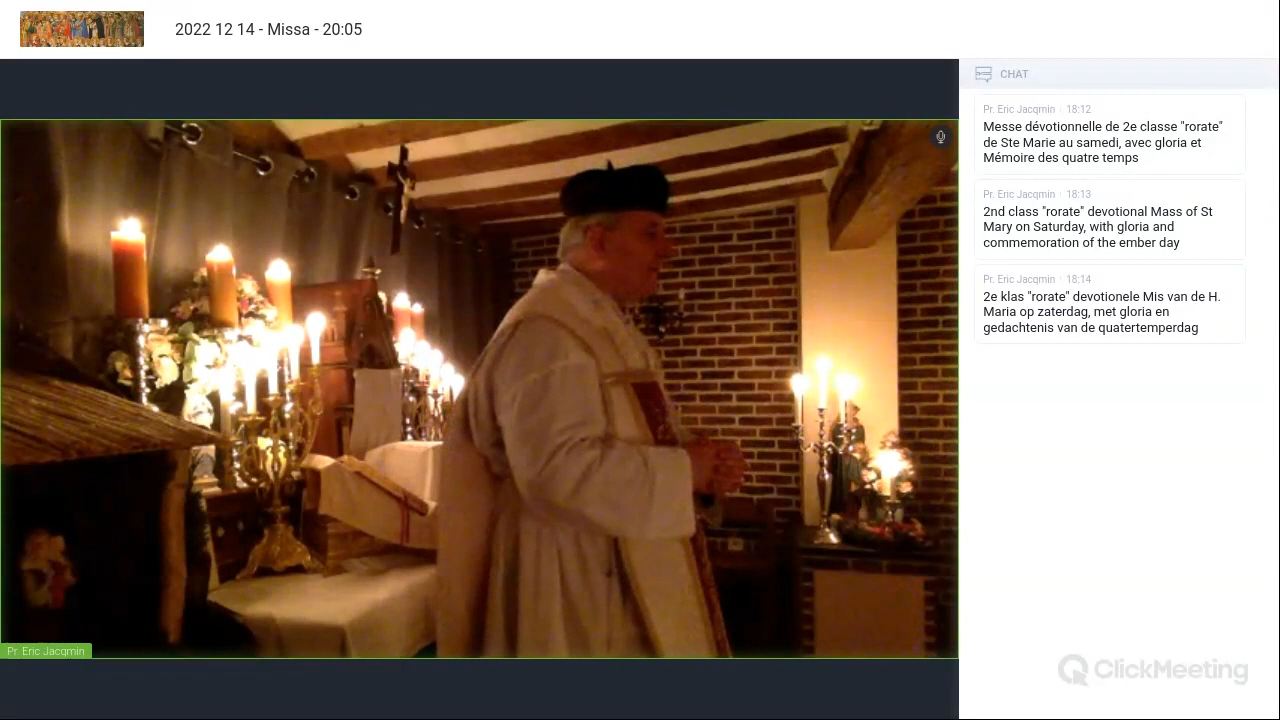 2022 12 14 - Missa - 20:05
CHAT
Pr. Eric Jacqmin 18:12
Messe dévotionnelle de 2e classe "rorate"
de Ste Marie au samedi, avec gloria et
Mémoire des quatre temps
Pr. Eric Jacqmin 18:13
2nd class "rorate" devotional Mass of St
Mary on Saturday, with gloria and
commemoration of the ember day
Pr. Eric Jacqmin 18:14
2e klas "rorate" devotionele Mis van de H.
Maria op zaterdag, met gloria en
gedachtenis van de quatertemperdag
Pr. Eric Jacqmin
ClickMeeting